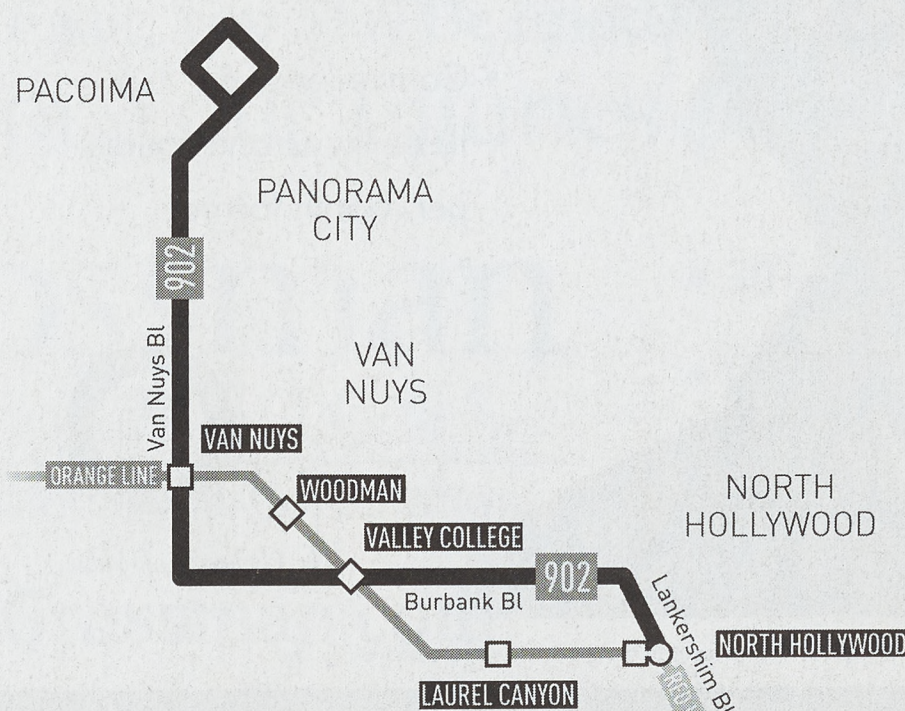 PACOIMA
PANORAMA
CITY
902
Van Nuys Bl
VAN
NUYS
VAN NUYS
ORANGE LINE
WOODMAN
NORTH
HOLLYWOOD
VALLEY COLLEGE
902
Burbank Bl
Lankershim Bl
NORTH HOLLYWOOD
RED
LAUREL CANYON